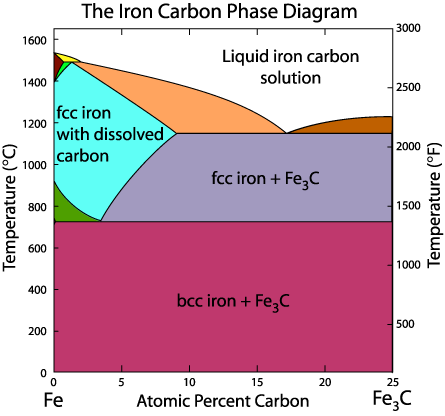 The Iron Carbon Phase Diagram
1600
1400
1200
1000
800
600
400
200
0
Temperature (°C)
3000
2500
2000
1500
1000
500
Temperature (°F)
Liquid iron carbon
solution
fcc iron
with dissolved
carbon
fcc iron + Fe₃C
bcc iron + Fe₃C
0
5
10
15
20
25
Fe
Atomic Percent Carbon
Fe₃C